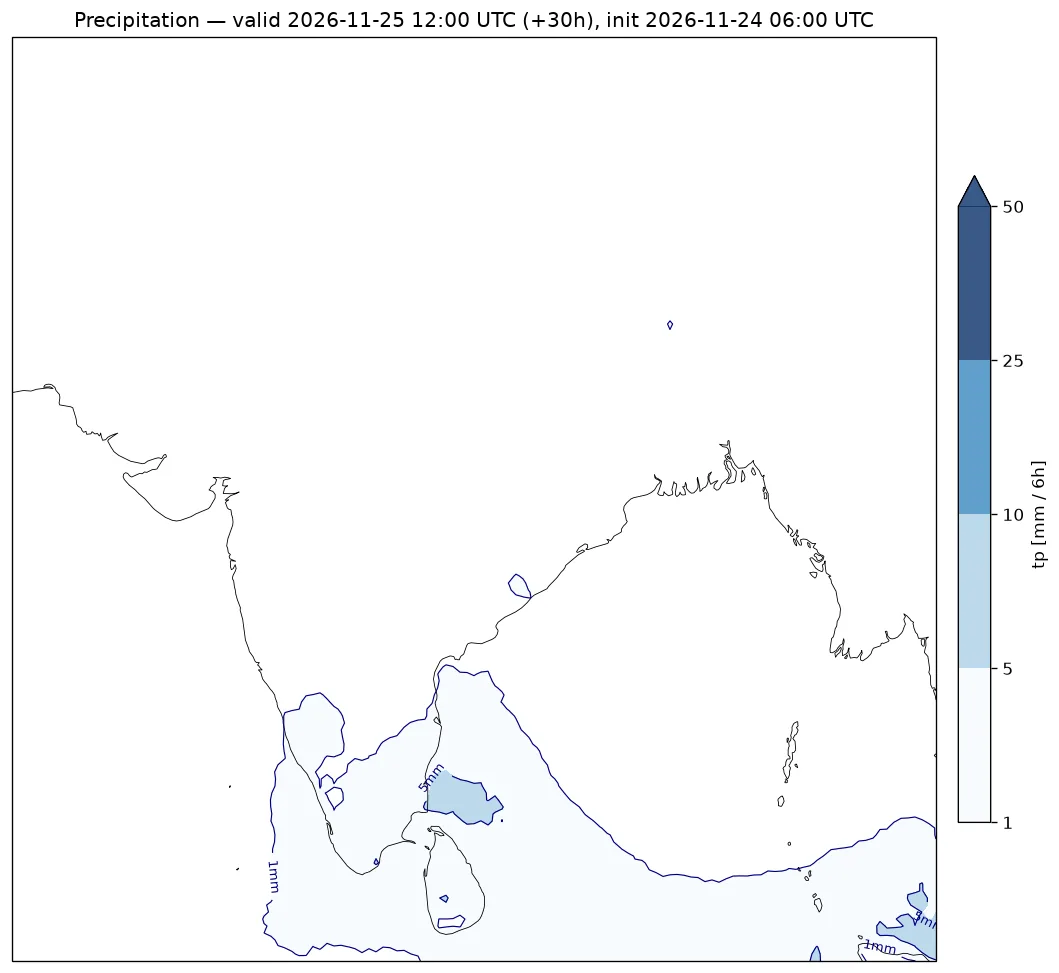 Precipitation — valid 2026-11-25 12:00 UTC (+30h), init 2026-11-24 06:00 UTC
50
25
10
5
1
tp [mm / 6h]
5mm
1mm
5mm
1mm